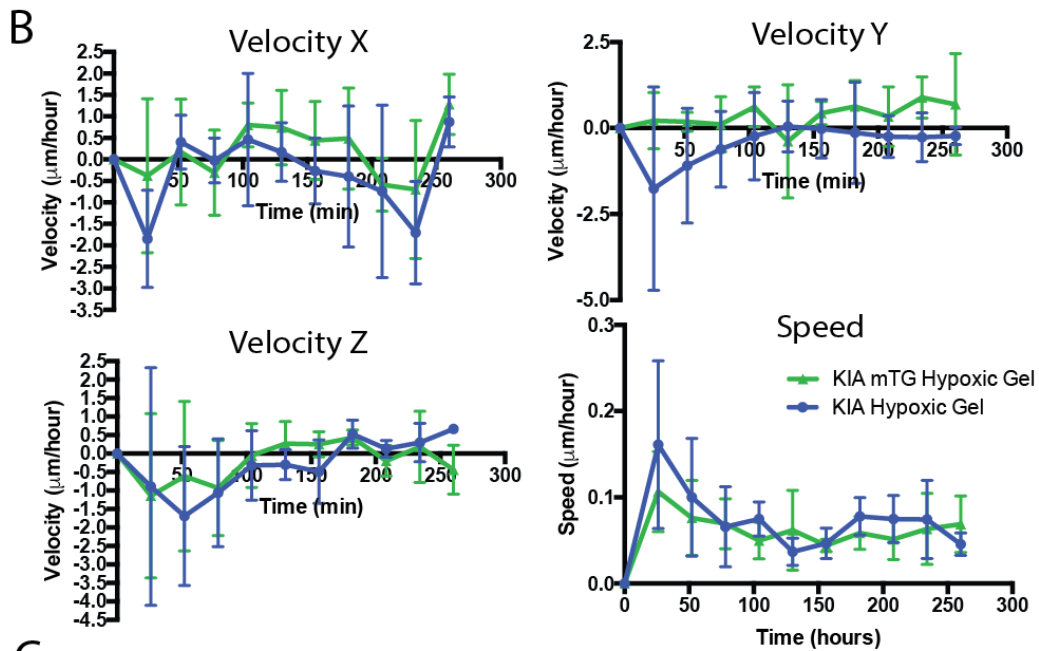 B
Velocity X
2.5
2.0
1.5
1.0
0.5
0.0
-0.5
-1.0
-1.5
-2.0
-2.5
-3.0
-3.5
Velocity (μm/hour)
50 100 150 200 250 300
Time (min)
Velocity Y
2.5
0.0
-2.5
-5.0
Velocity (μm/hour)
50 100 150 200 250 300
Time (min)
Velocity Z
2.5
2.0
1.5
1.0
0.5
0.0
-0.5
-1.0
-1.5
-2.0
-2.5
-3.0
-3.5
-4.0
-4.5
Velocity (μm/hour)
50 100 150 200 250 300
Time (min)
Speed
0.3
0.2
0.1
0.0
Speed (μm/hour)
KIA mTG Hypoxic Gel
KIA Hypoxic Gel
0 50 100 150 200 250 300
Time (hours)